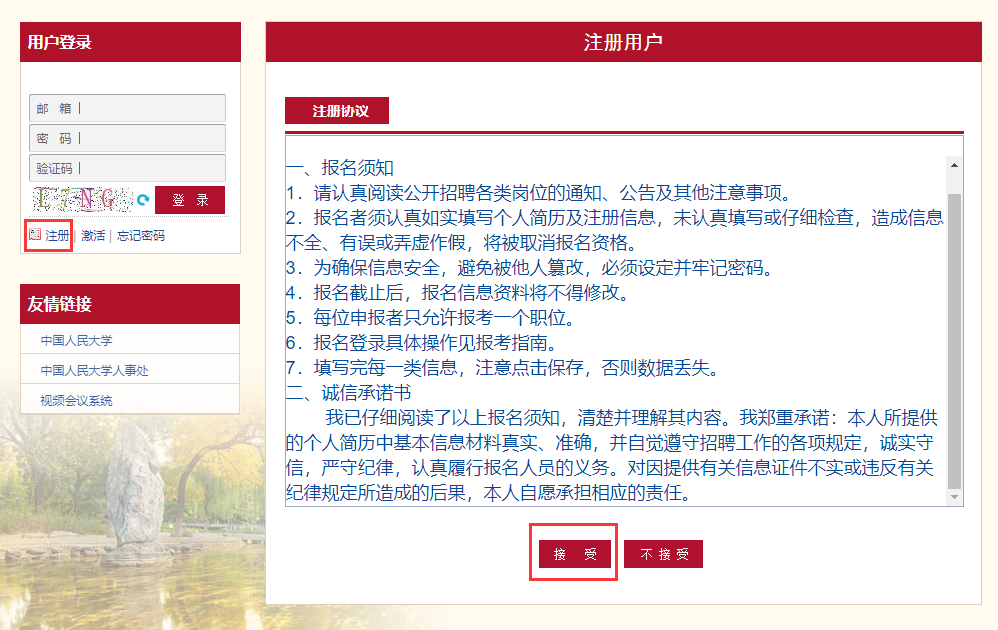 用户登录
邮 箱
密 码
验证码
登 录
注册 | 激活 | 忘记密码
友情链接
中国人民大学
中国人民大学人事处
视频会议系统
注册用户
注册协议
一、报名须知
1．请认真阅读公开招聘各类岗位的通知、公告及其他注意事项。
2．报名者须认真如实填写个人简历及注册信息，未认真填写或仔细检查，造成信息
不全、有误或弄虚作假，将被取消报名资格。
3．为确保信息安全，避免被他人篡改，必须设定并牢记密码。
4．报名截止后，报名信息资料将不得修改。
5．每位申报者只允许报考一个职位。
6．报名登录具体操作见报考指南。
7．填写完每一类信息，注意点击保存，否则数据丢失。
二、诚信承诺书
我已仔细阅读了以上报名须知，清楚并理解其内容。我郑重承诺：本人所提供
的个人简历中基本信息材料真实、准确，并自觉遵守招聘工作的各项规定，诚实守
信，严守纪律，认真履行报名人员的义务。对因提供有关信息证件不实或违反有关
纪律规定所造成的后果，本人自愿承担相应的责任。
接 受
不 接 受